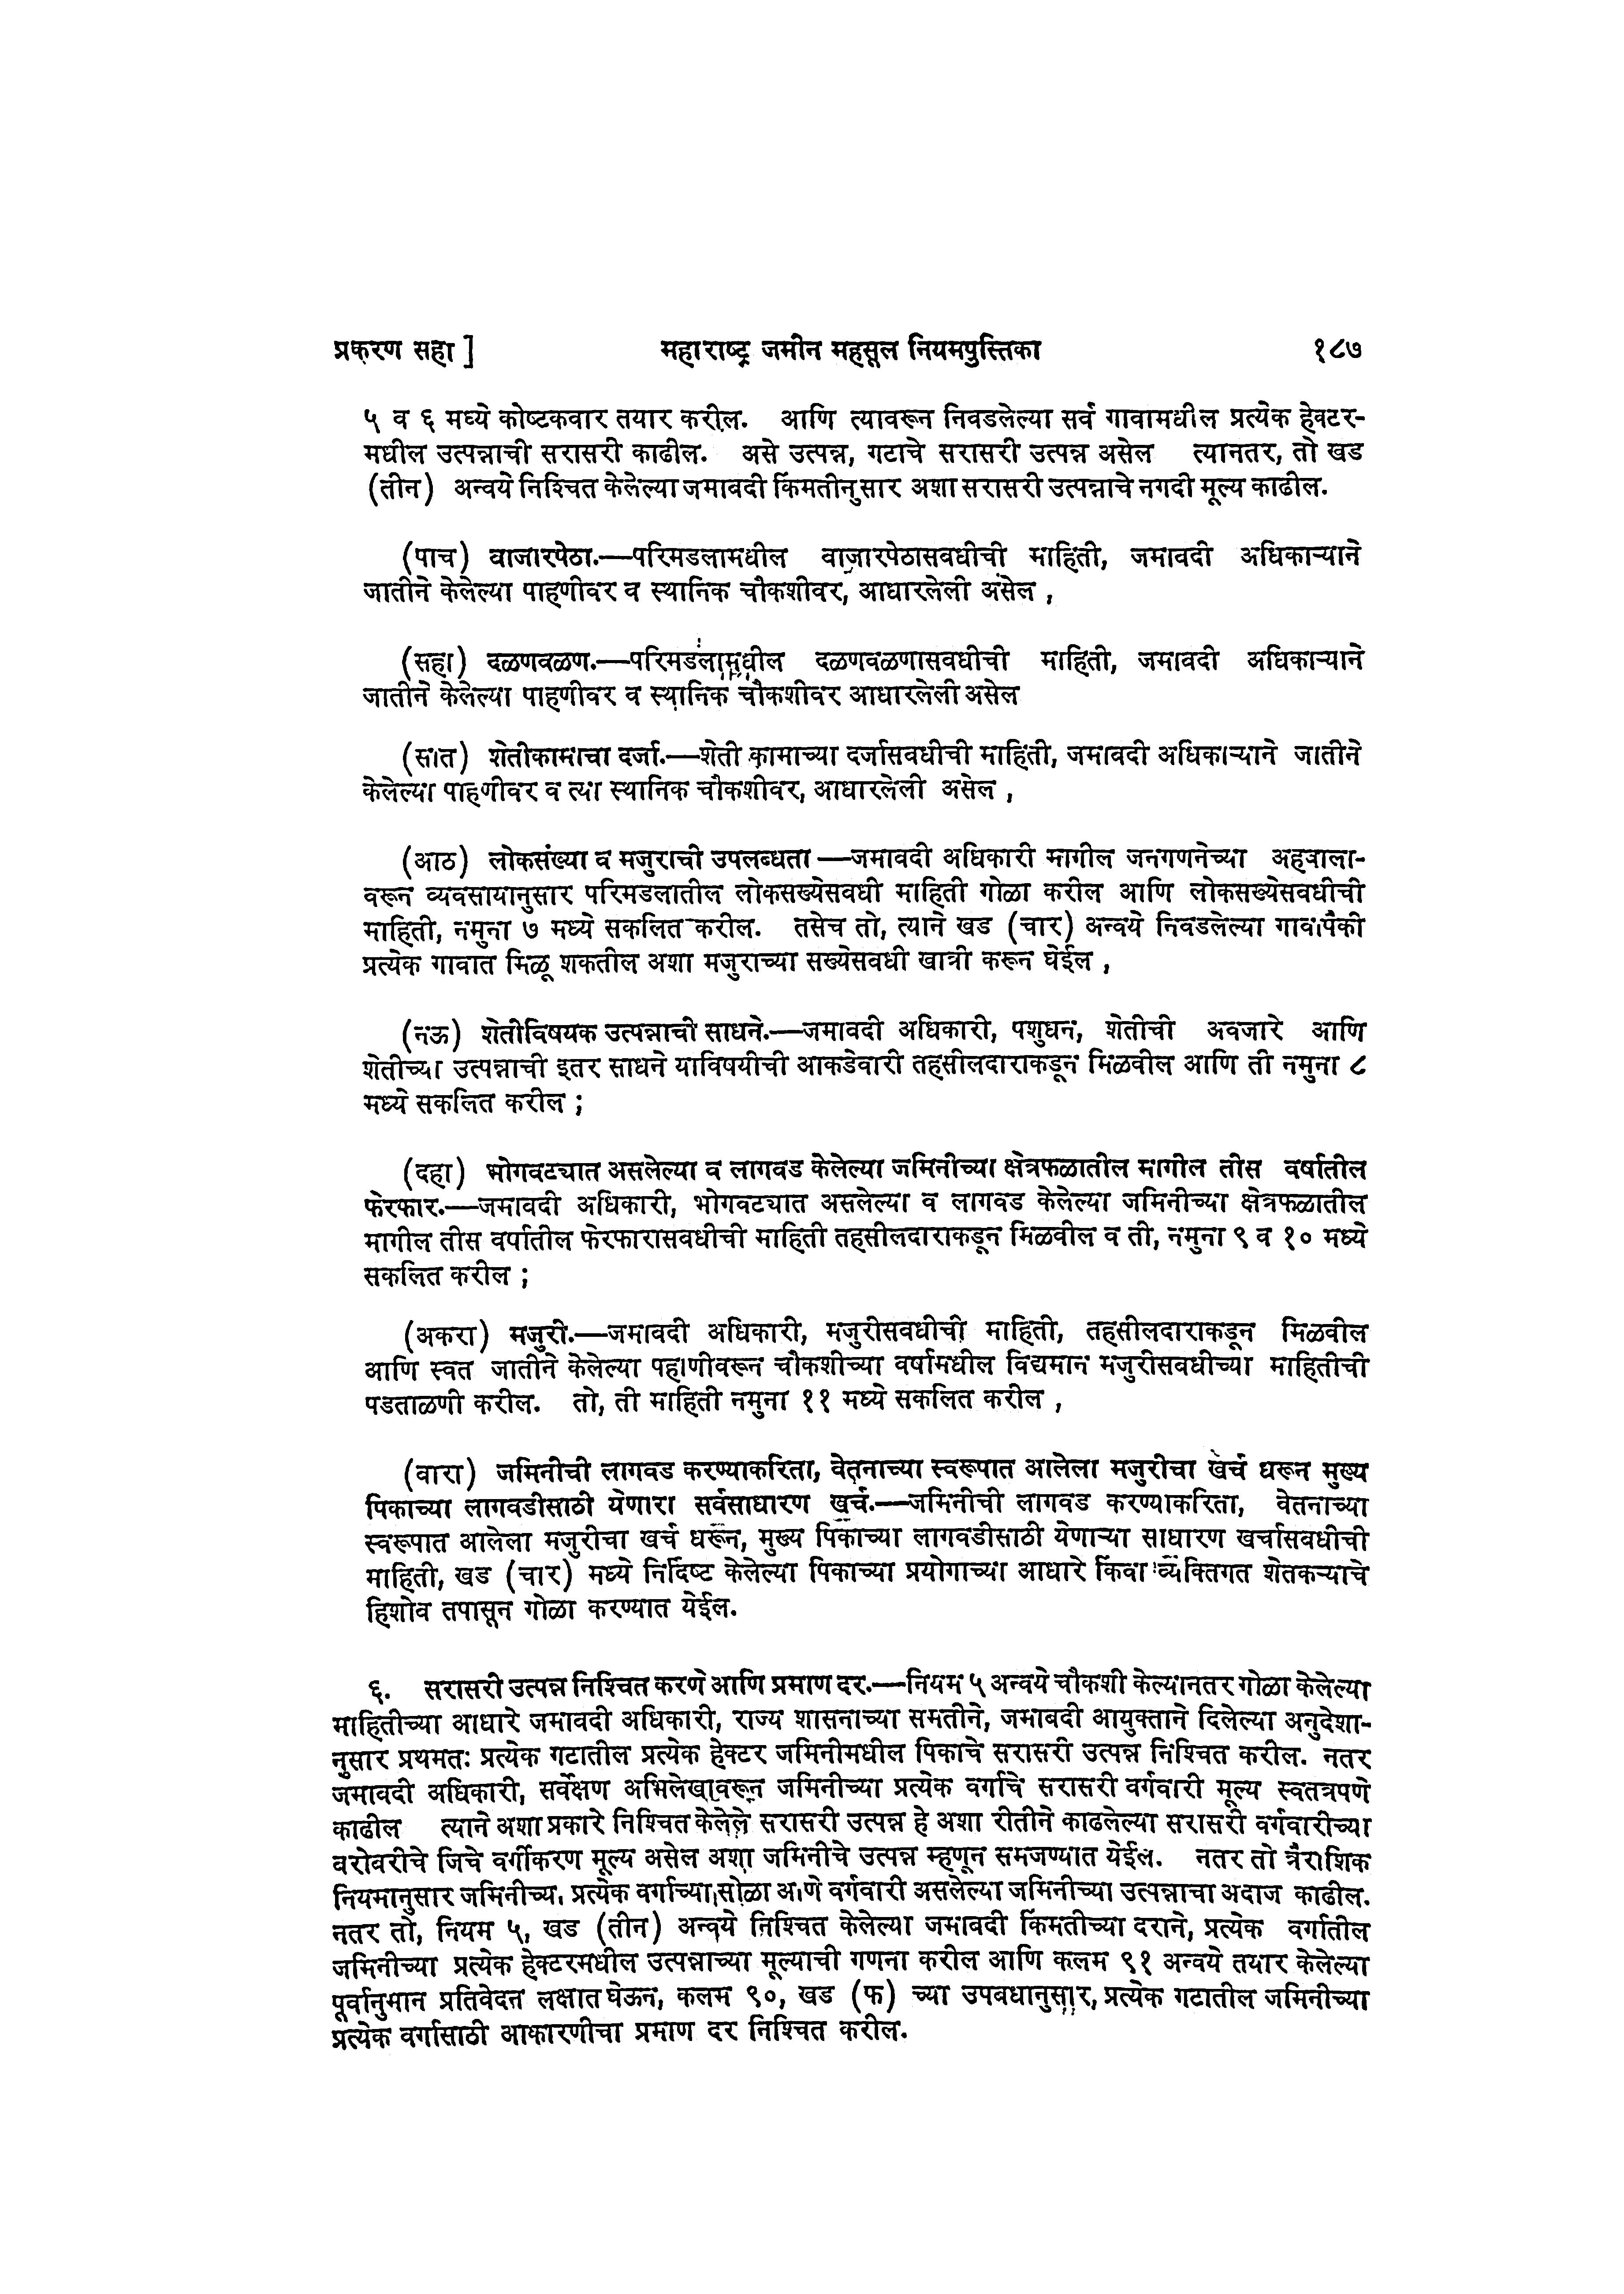 प्रकरण सहा ] महाराष्ट्र जमीन महसूल नियमपुस्तिका १८७
५ व ६ मध्ये कोष्टकवार तयार करील. आणि त्यावरून निवडलेल्या सर्व गावामधील प्रत्येक हेक्टर-
मधील उत्पन्नाची सरासरी काढील. असे उत्पन्न, गटाचे सरासरी उत्पन्न असेल त्यानतर, तो खड
(तीन) अन्वये निश्चित केलेल्या जमावदी किंमतीनुसार अशा सरासरी उत्पन्नाचे नगदी मूल्य काढील.
(पाच) वाजारपेठा.—परिमडलामधील वाजारपेठासवधीची माहिती, जमावदी अधिकाऱ्याने
जातीने केलेल्या पाहणीवर व स्थानिक चौकशीवर, आधारलेली असेल ,
(सहा) दळणवळण.—परिमडलामधील दळणवळणासवधीची माहिती, जमावदी अधिकाऱ्याने
जातीने केलेल्या पाहणीवर व स्थानिक चौकशीवर आधारलेली असेल
(सात) शेतीकामाचा दर्जा.—शेती कामाच्या दर्जासवधीची माहिती, जमावदी अधिकाऱ्याने जातीने
केलेल्या पाहणीवर व त्या स्थानिक चौकशीवर, आधारलेली असेल ,
(आठ) लोकसंख्या व मजुराची उपलब्धता —जमावदी अधिकारी मागील जनगणनेच्या अहवाला-
वरून व्यवसायानुसार परिमडलातील लोकसख्येसवधी माहिती गोळा करील आणि लोकसख्येसवधीची
माहिती, नमुना ७ मध्ये सकलित करील. तसेच तो, त्याने खड (चार) अन्वये निवडलेल्या गावांपैकी
प्रत्येक गावात मिळू शकतील अशा मजुराच्या सख्येसवधी खात्री करून घेईल ,
(नऊ) शेतीविषयक उत्पन्नाची साधने.—जमावदी अधिकारी, पशुधन, शेतीची अवजारे आणि
शेतीच्या उत्पन्नाची इतर साधने याविषयीची आकडेवारी तहसीलदाराकडून मिळवील आणि ती नमुना ८
मध्ये सकलित करील ;
(दहा) भोगवट्यात असलेल्या व लागवड केलेल्या जमिनीच्या क्षेत्रफळातील मागील तीस वर्षातील
फेरफार.—जमावदी अधिकारी, भोगवट्यात असलेल्या व लागवड केलेल्या जमिनीच्या क्षेत्रफळातील
मागील तीस वर्पातील फेरफारासवधीची माहिती तहसीलदाराकडून मिळवील व ती, नमुना ९ व १० मध्ये
सकलित करील ;
(अकरा) मजुरी.—जमावदी अधिकारी, मजुरीसवधीची माहिती, तहसीलदाराकडून मिळवील
आणि स्वत जातीने केलेल्या पहाणीवरून चौकशीच्या वर्षामधील विद्यमान मजुरीसवधीच्या माहितीची
पडताळणी करील. तो, ती माहिती नमुना ११ मध्ये सकलित करील ,
(वारा) जमिनीची लागवड करण्याकरिता, वेतनाच्या स्वरूपात आलेला मजुरीचा खर्च धरून मुख्य
पिकाच्या लागवडीसाठी येणारा सर्वसाधारण खर्च.—जमिनीची लागवड करण्याकरिता, वेतनाच्या
स्वरूपात आलेला मजुरीचा खर्च धरून, मुख्य पिकाच्या लागवडीसाठी येणाऱ्या साधारण खर्चासवधीची
माहिती, खड (चार) मध्ये निर्दिष्ट केलेल्या पिकाच्या प्रयोगाच्या आधारे किंवा व्यक्तिगत शेतकऱ्याचे
हिशोव तपासून गोळा करण्यात येईल.
६. सरासरी उत्पन्न निश्चित करणे आणि प्रमाण दर.—नियम ५ अन्वये चौकशी केल्यानतर गोळा केलेल्या
माहितीच्या आधारे जमावदी अधिकारी, राज्य शासनाच्या समतीने, जमाबदी आयुक्ताने दिलेल्या अनुदेशा-
नुसार प्रथमतः प्रत्येक गटातील प्रत्येक हेक्टर जमिनीमधील पिकाचे सरासरी उत्पन्न निश्चित करील. नतर
जमावदी अधिकारी, सर्वेक्षण अभिलेखावरून जमिनीच्या प्रत्येक वर्गाचे सरासरी वर्गवारी मूल्य स्वतत्रपणे
काढील त्याने अशा प्रकारे निश्चित केलेले सरासरी उत्पन्न हे अशा रीतीने काढलेल्या सरासरी वर्गवारीच्या
वरोवरीचे जिचे वर्गीकरण मूल्य असेल अशा जमिनीचे उत्पन्न म्हणून समजण्यात येईल. नतर तो त्रैराशिक
नियमानुसार जमिनीच्या प्रत्येक वर्गाच्या सोळा आणे वर्गवारी असलेल्या जमिनीच्या उत्पन्नाचा अदाज काढील.
नतर तो, नियम ५, खड (तीन) अन्वये निश्चित केलेल्या जमावदी किंमतीच्या दराने, प्रत्येक वर्गातील
जमिनीच्या प्रत्येक हेक्टरमधील उत्पन्नाच्या मूल्याची गणना करील आणि कलम ९१ अन्वये तयार केलेल्या
पूर्वानुमान प्रतिवेदन लक्षात घेऊन, कलम ९०, खड (फ) च्या उपवधानुसार, प्रत्येक गटातील जमिनीच्या
प्रत्येक वर्गासाठी आकारणीचा प्रमाण दर निश्चित करील.